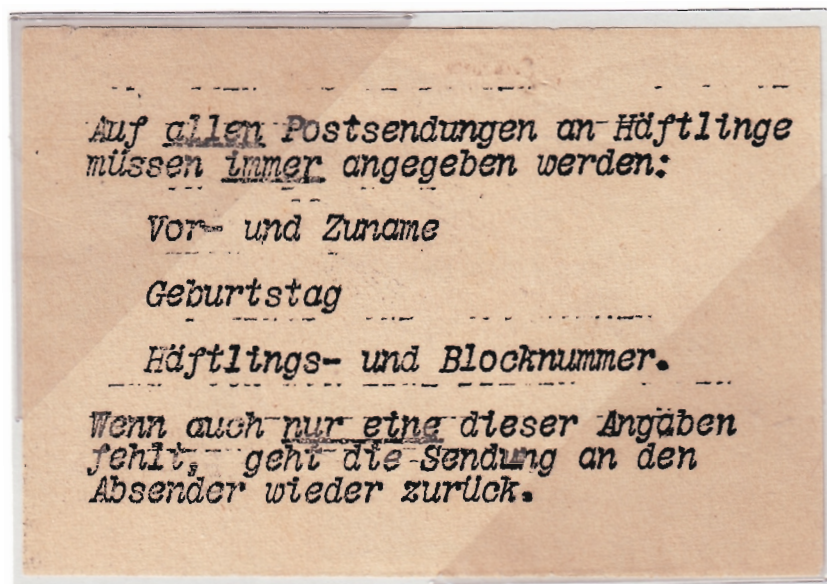 Auf allen Postsendungen an Häftlinge
müssen immer angegeben werden:
Vor- und Zuname
Geburtstag
Häftlings- und Blocknummer.
Wenn auch nur eine dieser Angaben
fehlt, geht die Sendung an den
Absender wieder zurück.